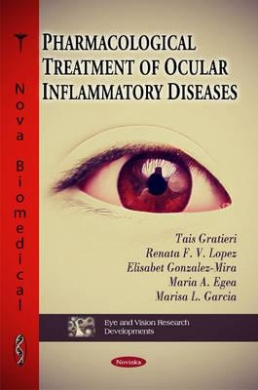 PHARMACOLOGICAL
TREATMENT OF OCULAR
INFLAMMATORY DISEASES
Nova Biomedical
Tais Gratieri
Renata F. V. Lopez
Elisabet Gonzalez-Mira
Maria A. Egea
Marisa L. Garcia
Eye and Vision Research
Developments
Novinka